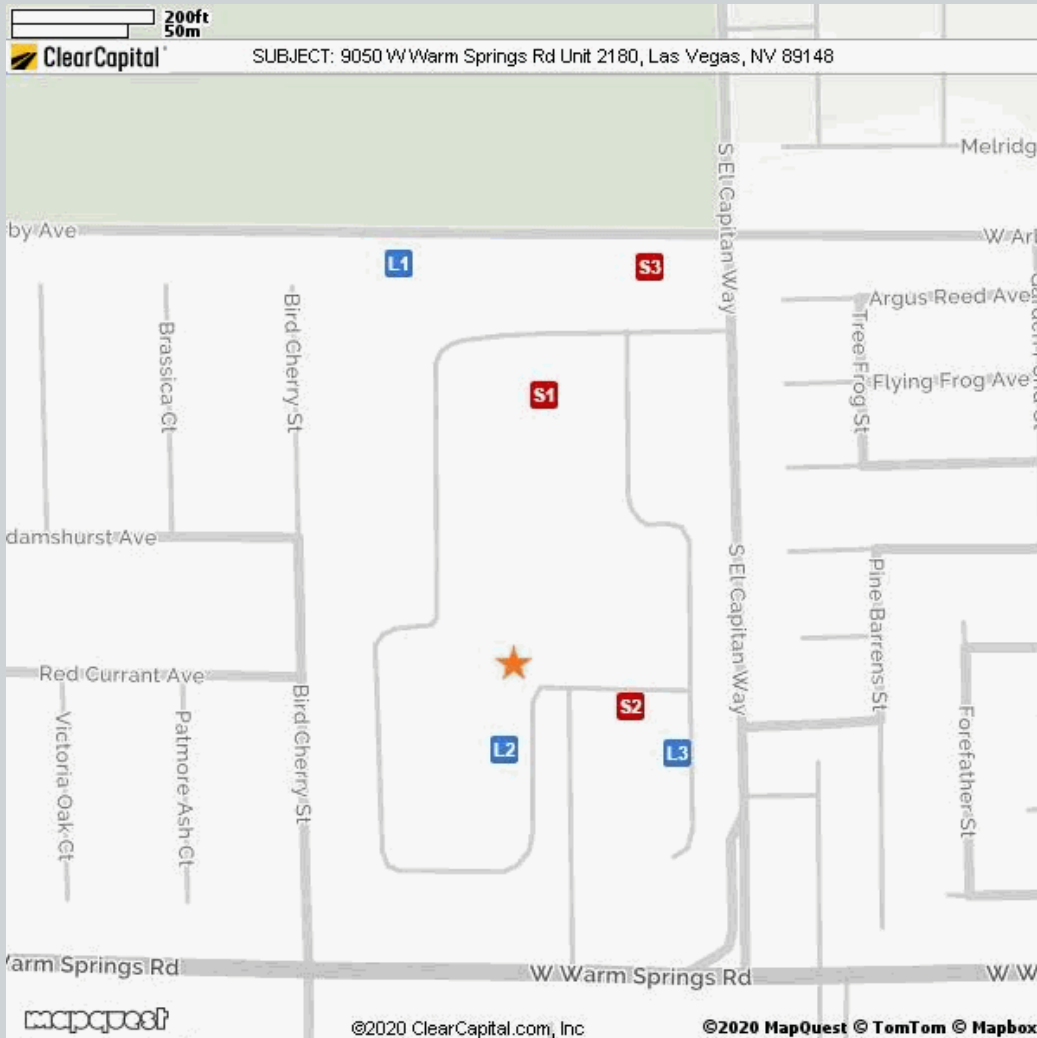 200ft
50m
ClearCapital
SUBJECT: 9050 W Warm Springs Rd Unit 2180, Las Vegas, NV 89148
Melridg
S El Capitan Way
by Ave
W Arb
L1
S3
Argus Reed Ave
Bird Cherry St
Brassica Ct
Tree Frog St
Flying Frog Ave
S1
damshurst Ave
S El Capitan Way
Pine Barrens St
Red Currant Ave
Bird Cherry St
Victoria Oak Ct
Patmore Ash Ct
S2
Forefather St
L2
L3
Warm Springs Rd
W Warm Springs Rd
W W
mapquest
©2020 ClearCapital.com, Inc
©2020 MapQuest © TomTom © Mapbox